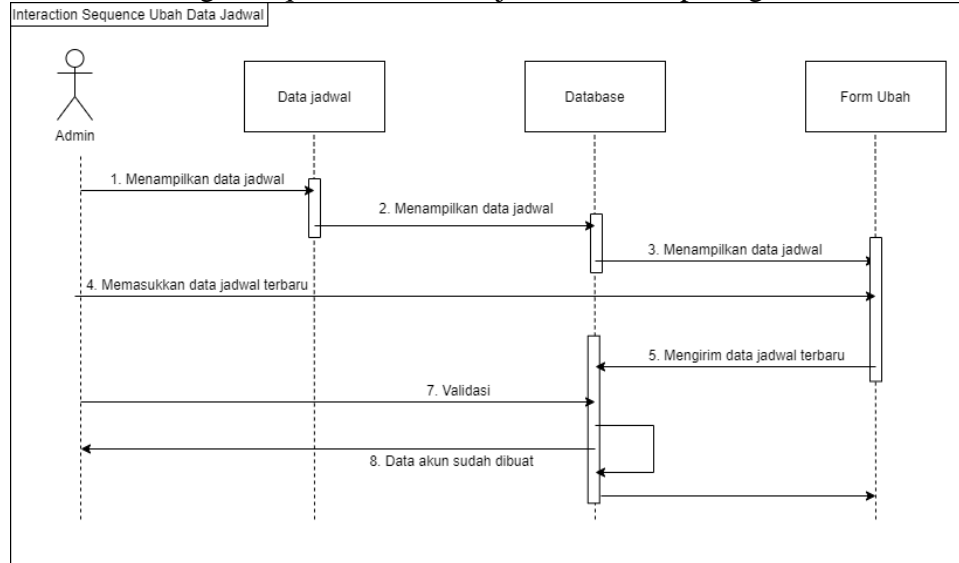 Interaction Sequence Ubah Data Jadwal
Admin
Data jadwal
Database
Form Ubah
1. Menampilkan data jadwal
2. Menampilkan data jadwal
3. Menampilkan data jadwal
4. Memasukkan data jadwal terbaru
5. Mengirim data jadwal terbaru
7. Validasi
8. Data akun sudah dibuat